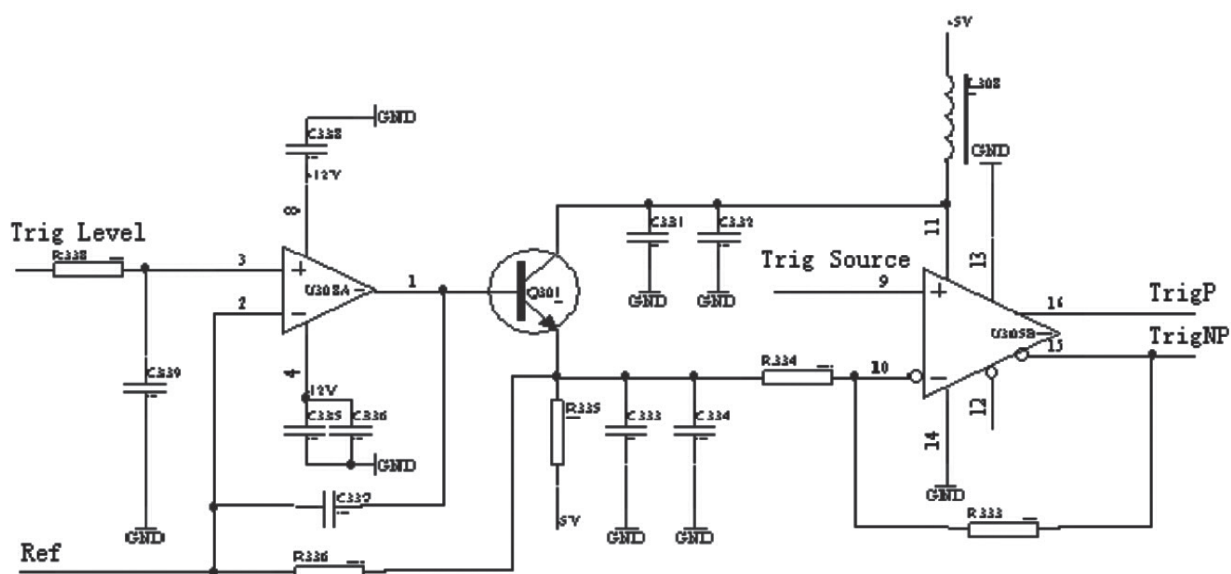 -5V
L308
GND
C338
GND
-12V
8
C331
C332
11
13
Trig Level
R338
3
+
U308A
1
Q301
GND
GND
Trig Source
9
+
16
TrigP
2
-
U305B
15
TrigNP
4
12V
R334
10
-
C339
C335
C336
R335
C333
C334
12
14
GND
C337
5V
GND
GND
GND
R333
GND
Ref
R336